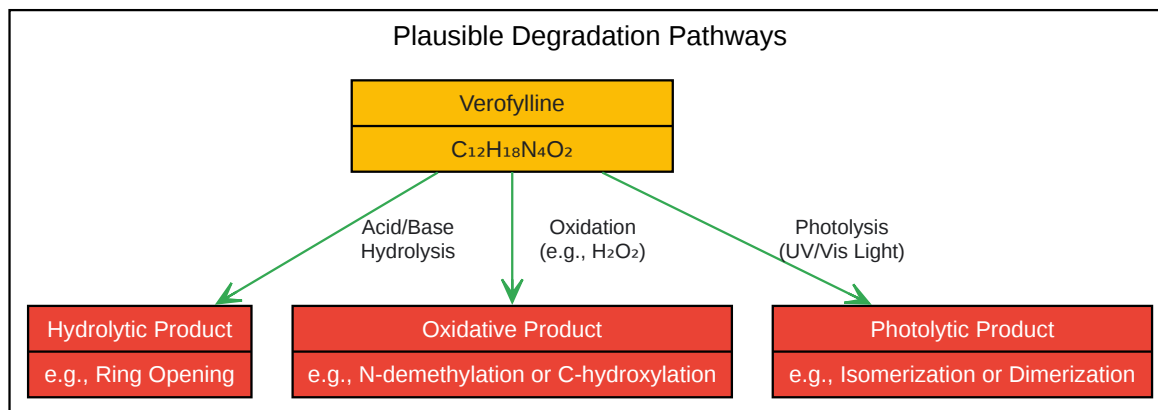 Plausible Degradation Pathways
Verofylline
C₁₂H₁₈N₄O₂
Acid/Base
Hydrolysis
Oxidation
(e.g., H₂O₂)
Photolysis
(UV/Vis Light)
Hydrolytic Product
e.g., Ring Opening
Oxidative Product
e.g., N-demethylation or C-hydroxylation
Photolytic Product
e.g., Isomerization or Dimerization